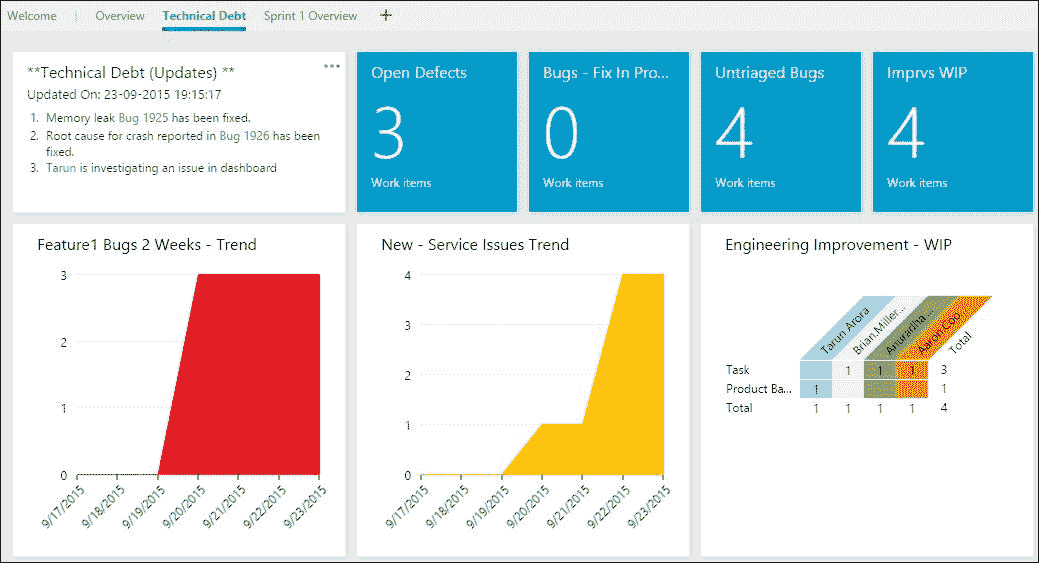 Welcome | Overview Technical Debt Sprint 1 Overview +
**Technical Debt (Updates) ** •••
Updated On: 23-09-2015 19:15:17
1. Memory leak Bug 1925 has been fixed.
2. Root cause for crash reported in Bug 1926 has been
fixed.
3. Tarun is investigating an issue in dashboard
Open Defects
3
Work items
Bugs - Fix In Pro...
0
Work items
Untriaged Bugs
4
Work items
Imprvs WIP
4
Work items
Feature1 Bugs 2 Weeks - Trend
3
2
1
0
9/17/2015 9/18/2015 9/19/2015 9/20/2015 9/21/2015 9/22/2015 9/23/2015
New - Service Issues Trend
4
3
2
1
0
9/17/2015 9/18/2015 9/19/2015 9/20/2015 9/21/2015 9/22/2015 9/23/2015
Engineering Improvement - WIP
Tarun Arora Brian Miller... Anuradha ... Aaron Coo... Total
Task 1 1 1 3
Product Ba... 1 1
Total 1 1 1 1 4